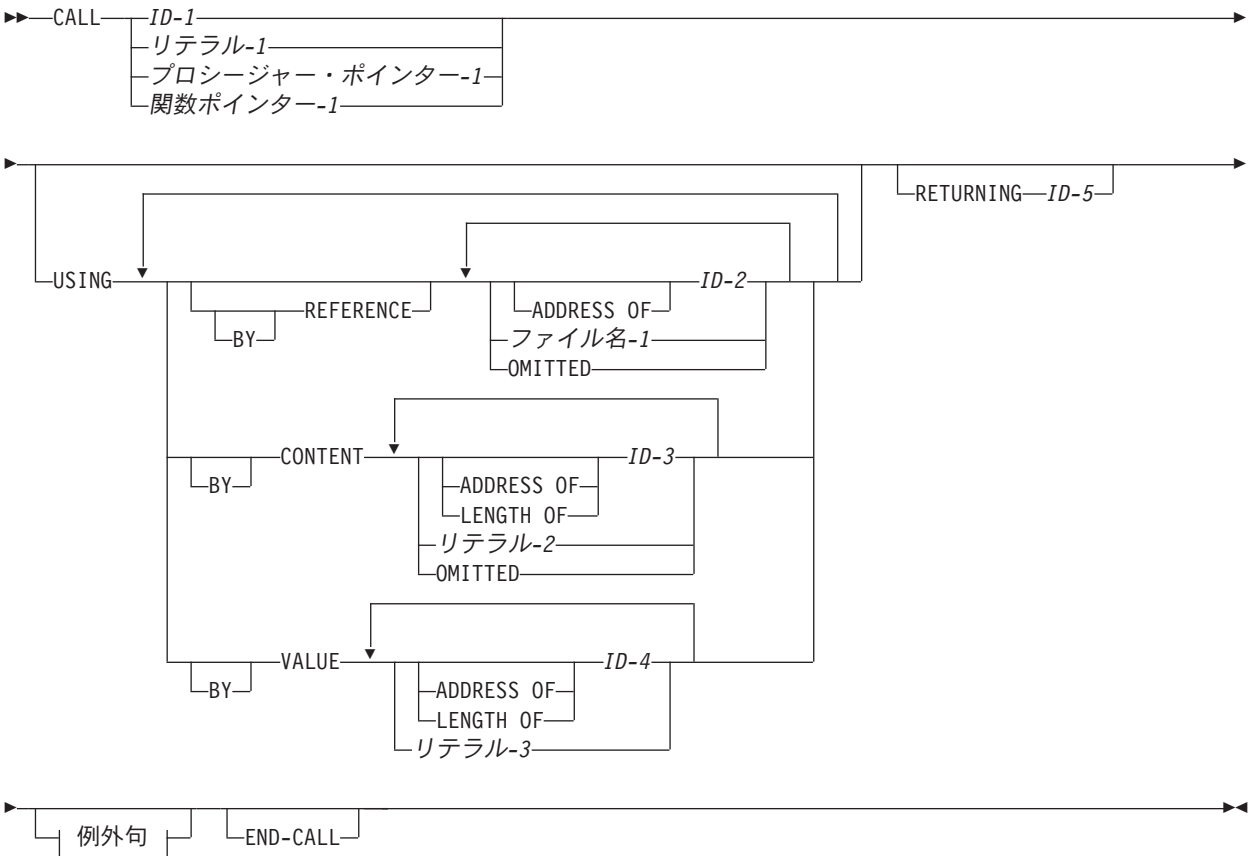 CALL ID-1
リテラル-1
プロシージャー・ポインター-1
関数ポインター-1
RETURNING ID-5
USING ID-2
REFERENCE ADDRESS OF
BY ファイル名-1
OMITTED
CONTENT ID-3
BY ADDRESS OF
LENGTH OF
リテラル-2
OMITTED
VALUE ID-4
BY ADDRESS OF
LENGTH OF
リテラル-3
例外句 END-CALL